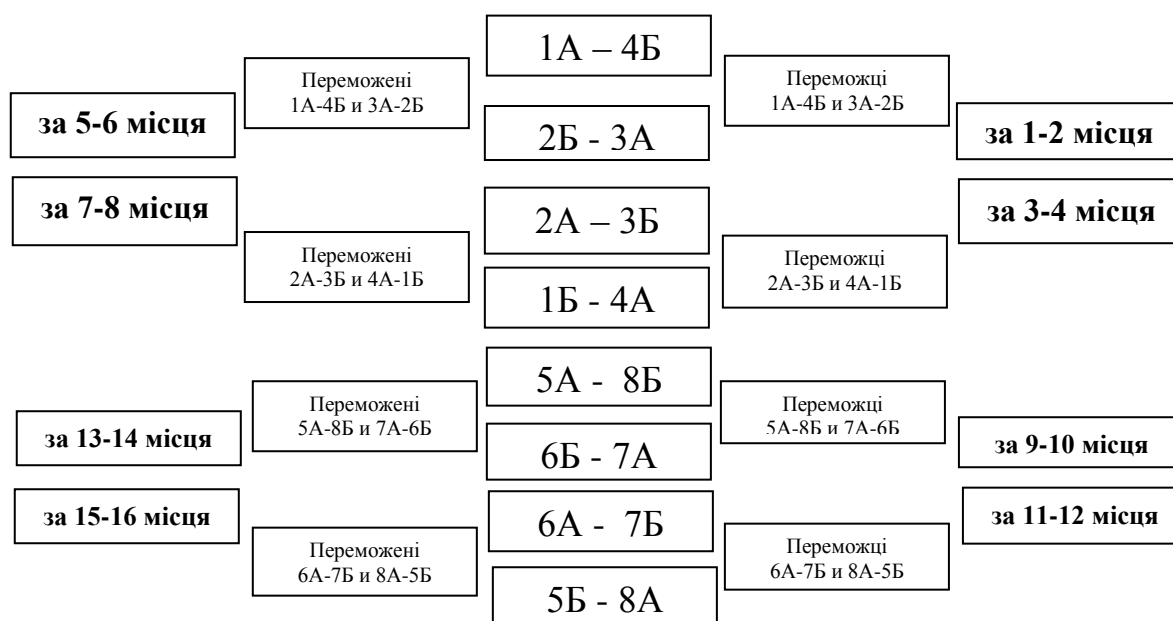 1А – 4Б
Переможені
1А-4Б и 3А-2Б
Переможці
1А-4Б и 3А-2Б
за 5-6 місця
2Б - 3А
за 1-2 місця
за 7-8 місця
2А – 3Б
за 3-4 місця
Переможені
2А-3Б и 4А-1Б
Переможці
2А-3Б и 4А-1Б
1Б - 4А
5А - 8Б
Переможені
5А-8Б и 7А-6Б
Переможці
5А-8Б и 7А-6Б
за 13-14 місця
6Б - 7А
за 9-10 місця
за 15-16 місця
6А - 7Б
за 11-12 місця
Переможені
6А-7Б и 8А-5Б
Переможці
6А-7Б и 8А-5Б
5Б - 8А